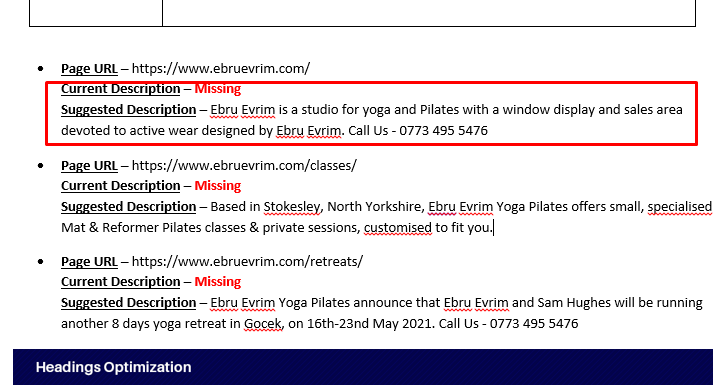 Page URL – https://www.ebruevrim.com/
Current Description – Missing
Suggested Description – Ebru Evrim is a studio for yoga and Pilates with a window display and sales area
devoted to active wear designed by Ebru Evrim. Call Us - 0773 495 5476
Page URL – https://www.ebruevrim.com/classes/
Current Description – Missing
Suggested Description – Based in Stokesley, North Yorkshire, Ebru Evrim Yoga Pilates offers small, specialised
Mat & Reformer Pilates classes & private sessions, customised to fit you.
Page URL – https://www.ebruevrim.com/retreats/
Current Description – Missing
Suggested Description – Ebru Evrim Yoga Pilates announce that Ebru Evrim and Sam Hughes will be running
another 8 days yoga retreat in Gocek, on 16th-23nd May 2021. Call Us - 0773 495 5476
Headings Optimization